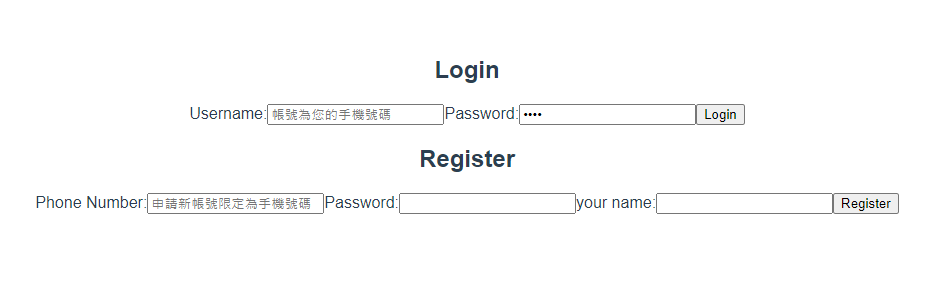 Login
Username: 帳號為您的手機號碼 Password: •••• Login
Register
Phone Number: 申請新帳號限定為手機號碼 Password: your name: Register